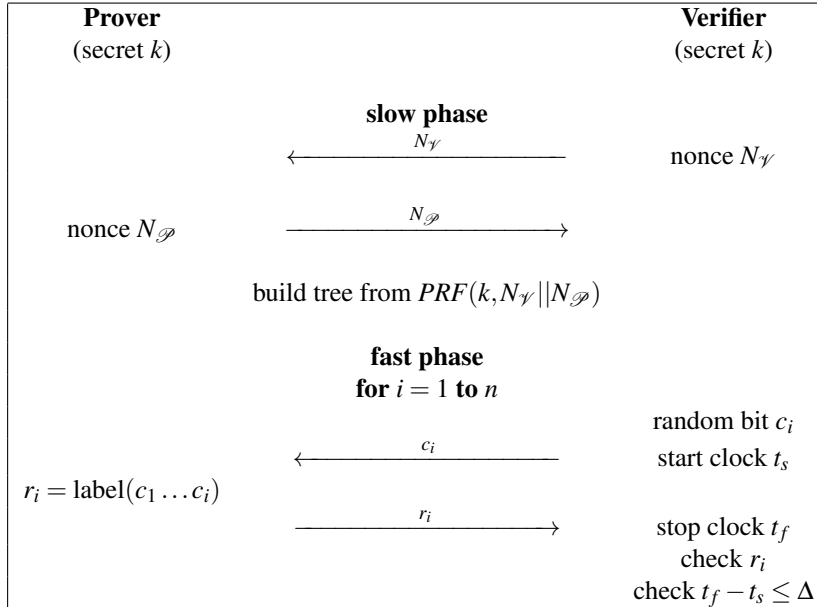 Prover Verifier
(secret k) (secret k)
slow phase
N𝒱
nonce N𝒱
N𝒫
nonce N𝒫
build tree from PRF(k, N𝒱||N𝒫)
fast phase
for i = 1 to n
random bit cᵢ
cᵢ
start clock tₛ
rᵢ = label(c₁ … cᵢ)
rᵢ
stop clock t_f
check rᵢ
check t_f − tₛ ≤ Δ